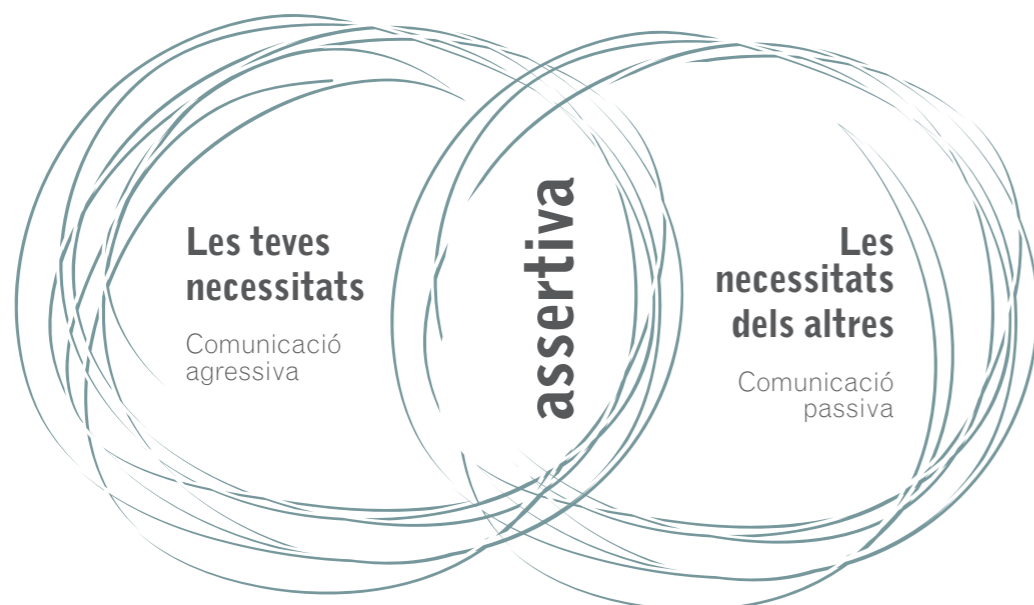 Les teves
necessitats
Comunicació
agressiva
assertiva
Les
necessitats
dels altres
Comunicació
passiva